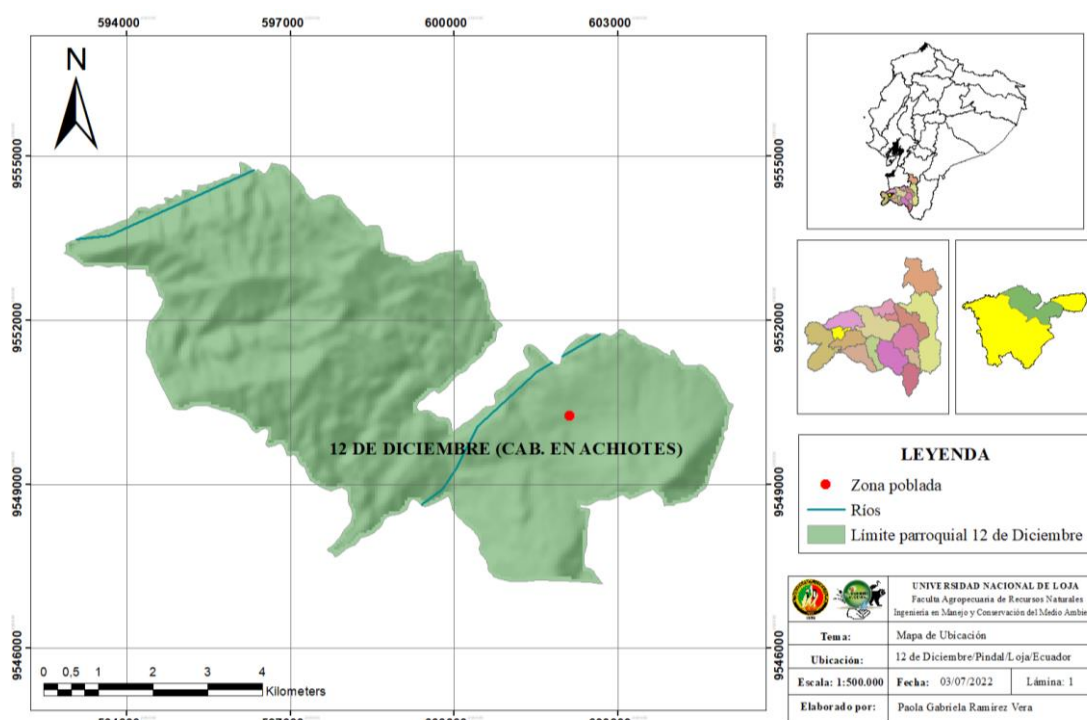 594000 597000 600000 603000
N
9555000 9555000
9552000 9552000
12 DE DICIEMBRE (CAB. EN ACHIOTES)
9549000 9549000
9546000 9546000
0 0,5 1 2 3 4
Kilometers
LEYENDA
Zona poblada
Ríos
Límite parroquial 12 de Diciembre
UNIVERSIDAD NACIONAL DE LOJA
Faculta Agropecuaria de Recursos Naturales
Ingeniería en Manejo y Conservación del Medio Ambie
Tema: Mapa de Ubicación
Ubicación: 12 de Diciembre/Pindal/Loja/Ecuador
Escala: 1:500.000 Fecha: 03/07/2022 Lámina: 1
Elaborado por: Paola Gabriela Ramírez Vera